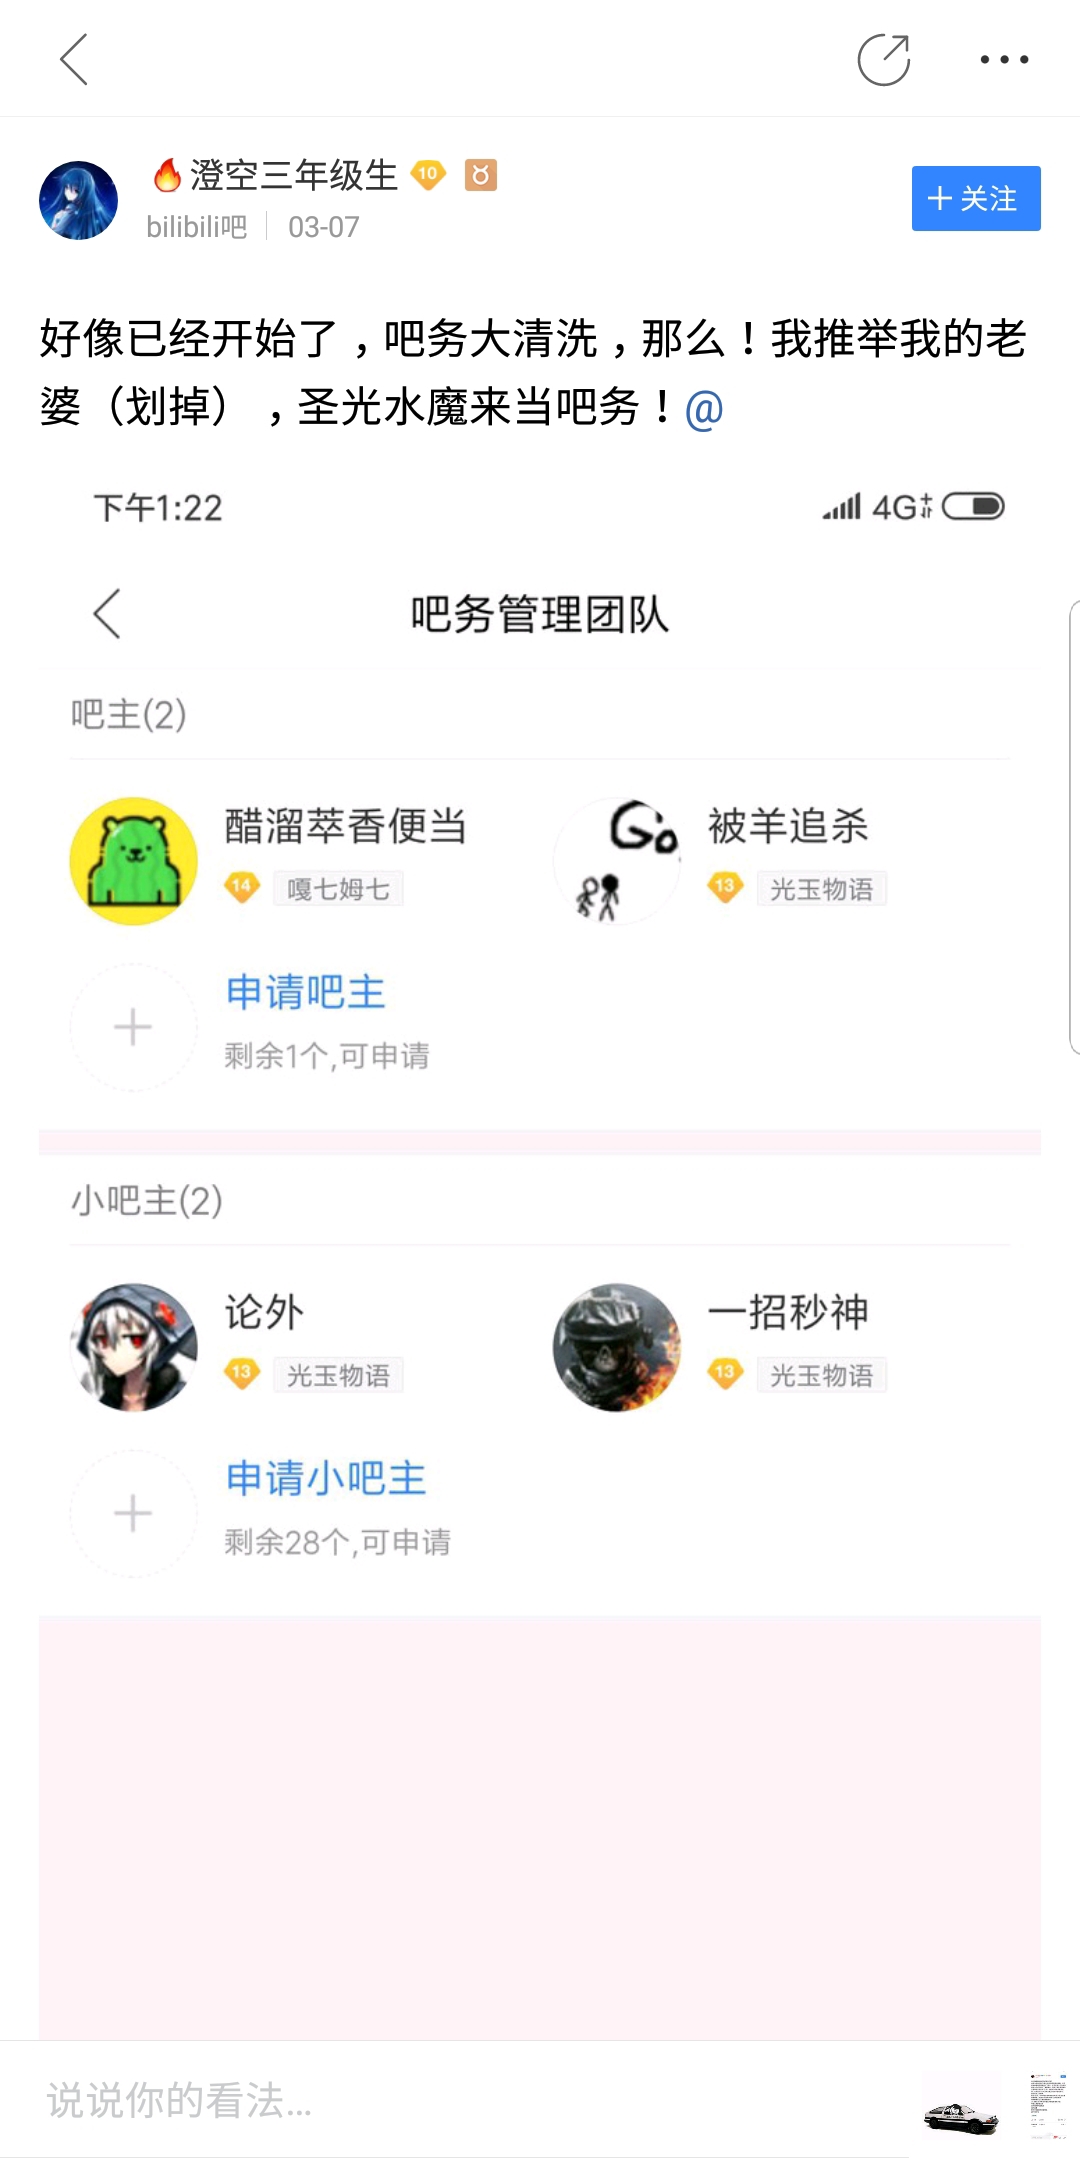 🔥澄空三年级生 10
bilibili吧 03-07
+ 关注
好像已经开始了，吧务大清洗，那么！我推举我的老
婆（划掉），圣光水魔来当吧务！@
下午1:22 4G+
吧务管理团队
吧主(2)
醋溜萃香便当
14 嘎七姆七
Go
被羊追杀
13 光玉物语
申请吧主
剩余1个,可申请
小吧主(2)
论外
13 光玉物语
一招秒神
13 光玉物语
申请小吧主
剩余28个,可申请
说说你的看法...